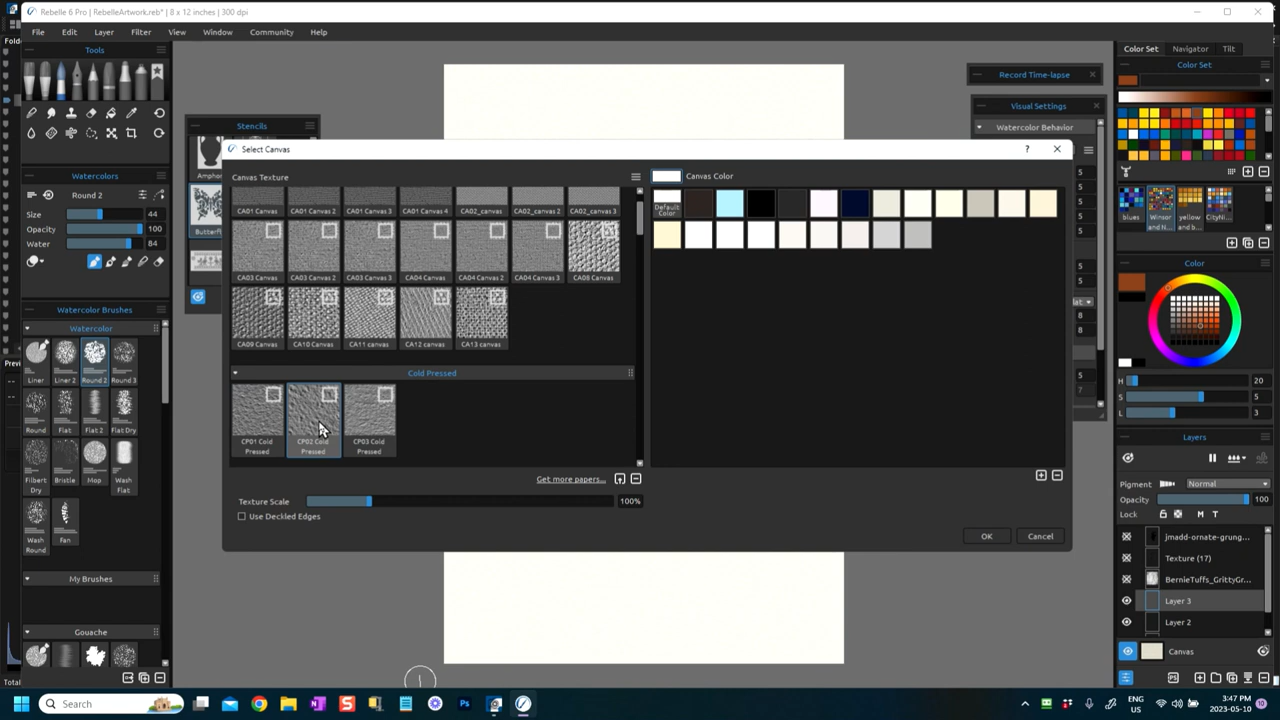 Rebelle 6 Pro | RebelleArtwork.reb* | 8 x 12 inches | 300 dpi
File Edit Layer Filter View Window Community Help
Tools
Watercolors
Round 2
Size 44
Opacity 100
Water 84
Watercolor Brushes
Watercolor
Liner Liner 2 Round 2 Round 3
Round Flat Flat 2 Flat Dry
Filbert Dry Bristle Mop Wash Flat
Wash Round Fan
My Brushes
Gouache
Stencils
Amphor
Butterf
Select Canvas
Canvas Texture
CA01 Canvas CA01 Canvas 2 CA01 Canvas 3 CA01 Canvas 4 CA02_canvas CA02_canvas 2 CA02_canvas 3
CA03 Canvas CA03 Canvas 2 CA03 Canvas 3 CA04 Canvas CA04 Canvas 2 CA04 Canvas 3 CA08 Canvas
CA09 Canvas CA10 Canvas CA11 canvas CA12 canvas CA13 canvas
Cold Pressed
CP01 Cold Pressed CP02 Cold Pressed CP03 Cold Pressed
Get more papers...
Texture Scale 100%
Use Deckled Edges
? 
Canvas Color
Default Color
OK Cancel
Record Time-lapse
Visual Settings
Watercolor Behavior
Color Set Navigator Tilt
Color Set
blues Winsor and N... yellow and b... CityNi...
Color
H 20
S 5
L 3
Layers
Pigment Normal
Opacity 100
Lock M T
jmadd-ornate-grung...
Texture (17)
BernieTuffs_GrittyGr...
Layer 3
Layer 2
Canvas
Search
ENG
US
3:47 PM
2023-05-10